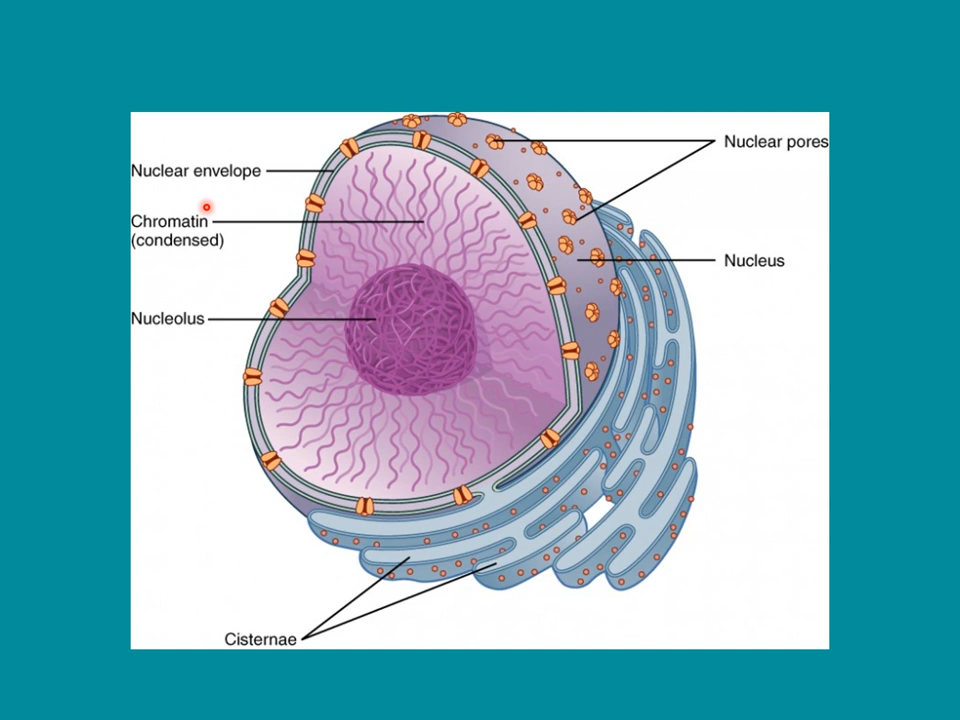 Nuclear pores
Nuclear envelope
Chromatin
(condensed)
Nucleus
Nucleolus
Cisternae